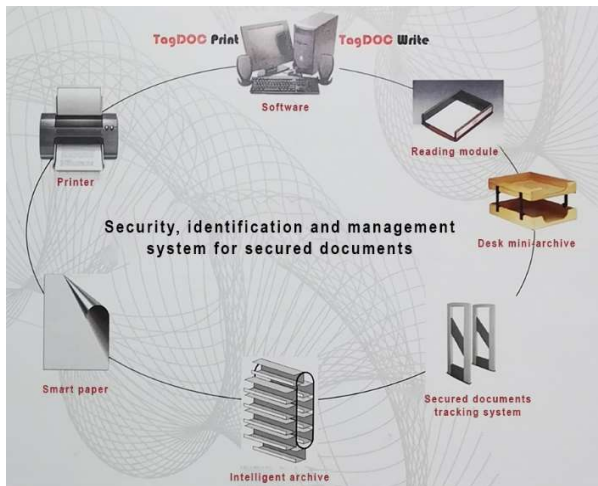 TagDOC Print
TagDOC Write
Software
Reading module
Printer
Desk mini-archive
Security, identification and management
system for secured documents
Smart paper
Secured documents
tracking system
Intelligent archive